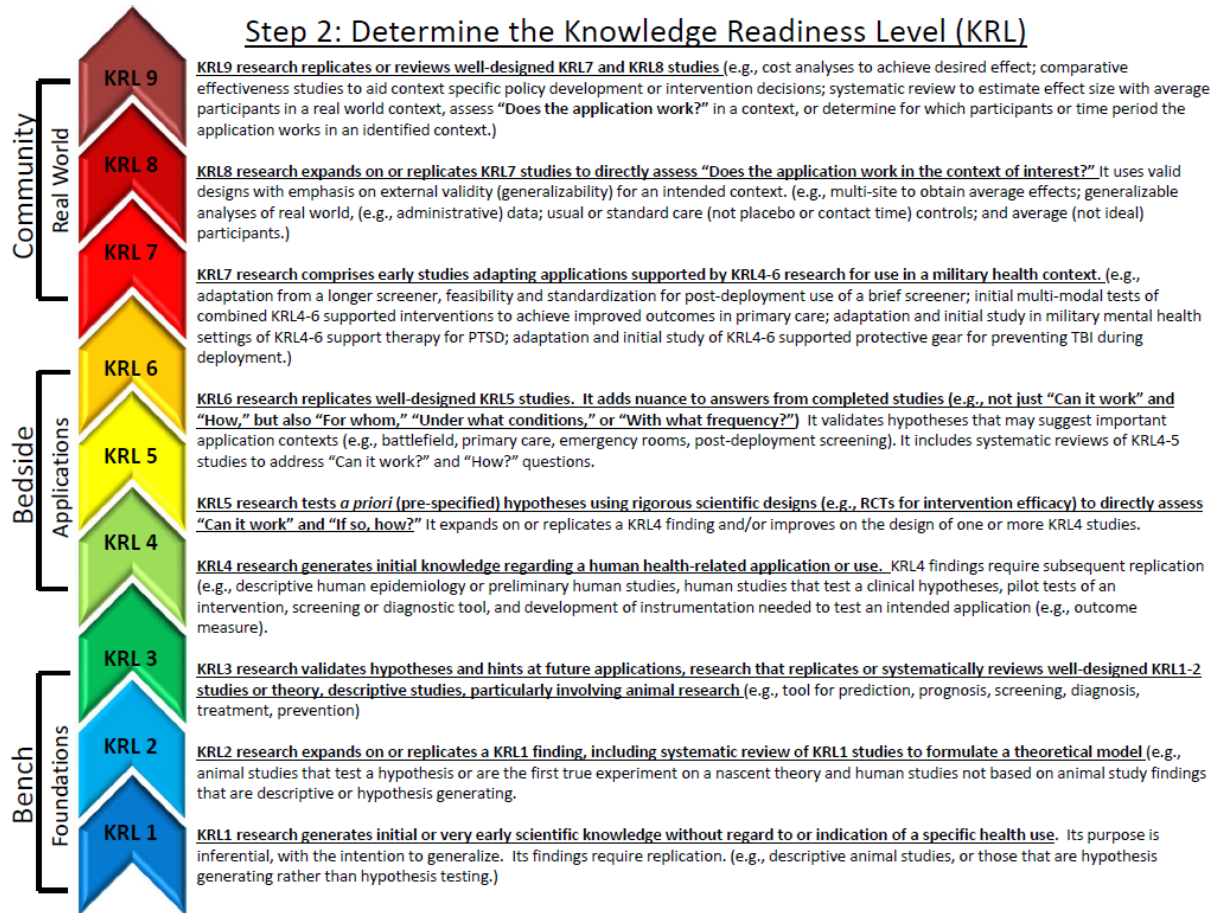 Step 2: Determine the Knowledge Readiness Level (KRL)
KRL 9
KRL9 research replicates or reviews well-designed KRL7 and KRL8 studies (e.g., cost analyses to achieve desired effect; comparative
effectiveness studies to aid context specific policy development or intervention decisions; systematic review to estimate effect size with average
participants in a real world context, assess “Does the application work?” in a context, or determine for which participants or time period the
application works in an identified context.)
Community
Real World
KRL 8
KRL8 research expands on or replicates KRL7 studies to directly assess “Does the application work in the context of interest?” It uses valid
designs with emphasis on external validity (generalizability) for an intended context. (e.g., multi-site to obtain average effects; generalizable
analyses of real world, (e.g., administrative) data; usual or standard care (not placebo or contact time) controls; and average (not ideal)
participants.)
KRL 7
KRL7 research comprises early studies adapting applications supported by KRL4-6 research for use in a military health context. (e.g.,
adaptation from a longer screener, feasibility and standardization for post-deployment use of a brief screener; initial multi-modal tests of
combined KRL4-6 supported interventions to achieve improved outcomes in primary care; adaptation and initial study in military mental health
settings of KRL4-6 support therapy for PTSD; adaptation and initial study of KRL4-6 supported protective gear for preventing TBI during
deployment.)
KRL 6
KRL6 research replicates well-designed KRL5 studies. It adds nuance to answers from completed studies (e.g., not just “Can it work” and
“How,” but also “For whom,” “Under what conditions,” or “With what frequency?”) It validates hypotheses that may suggest important
application contexts (e.g., battlefield, primary care, emergency rooms, post-deployment screening). It includes systematic reviews of KRL4-5
studies to address “Can it work?” and “How?” questions.
Bedside
Applications
KRL 5
KRL5 research tests a priori (pre-specified) hypotheses using rigorous scientific designs (e.g., RCTs for intervention efficacy) to directly assess
“Can it work” and “If so, how?” It expands on or replicates a KRL4 finding and/or improves on the design of one or more KRL4 studies.
KRL 4
KRL4 research generates initial knowledge regarding a human health-related application or use. KRL4 findings require subsequent replication
(e.g., descriptive human epidemiology or preliminary human studies, human studies that test a clinical hypotheses, pilot tests of an
intervention, screening or diagnostic tool, and development of instrumentation needed to test an intended application (e.g., outcome
measure).
KRL 3
KRL3 research validates hypotheses and hints at future applications, research that replicates or systematically reviews well-designed KRL1-2
studies or theory, descriptive studies, particularly involving animal research (e.g., tool for prediction, prognosis, screening, diagnosis,
treatment, prevention)
Bench
Foundations
KRL 2
KRL2 research expands on or replicates a KRL1 finding, including systematic review of KRL1 studies to formulate a theoretical model (e.g.,
animal studies that test a hypothesis or are the first true experiment on a nascent theory and human studies not based on animal study findings
that are descriptive or hypothesis generating.
KRL 1
KRL1 research generates initial or very early scientific knowledge without regard to or indication of a specific health use. Its purpose is
inferential, with the intention to generalize. Its findings require replication. (e.g., descriptive animal studies, or those that are hypothesis
generating rather than hypothesis testing.)